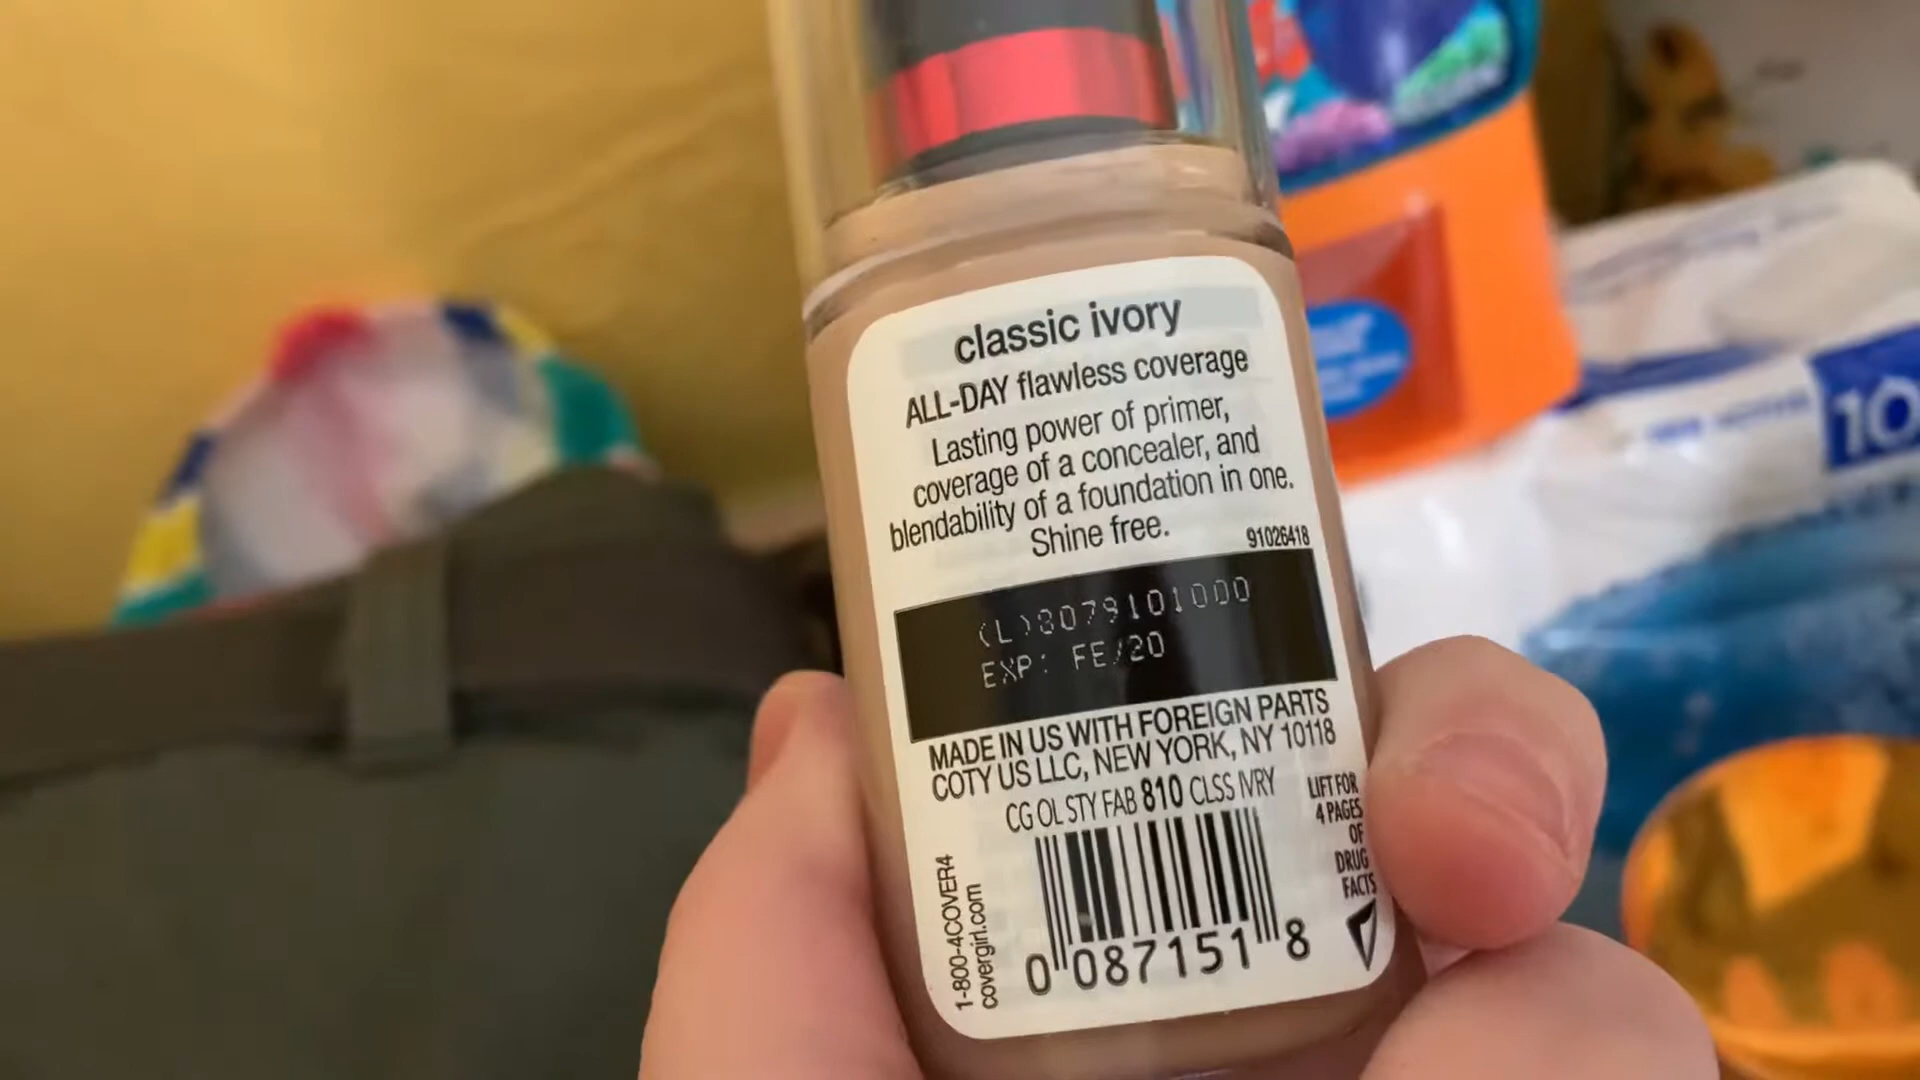 classic ivory
ALL-DAY flawless coverage
Lasting power of primer,
coverage of a concealer, and
blendability of a foundation in one.
Shine free.
91026418
(L)8079101000
EXP: FE/20
MADE IN US WITH FOREIGN PARTS
COTY US LLC, NEW YORK, NY 10118
CG OL STY FAB 810 CLSS IVRY
LIFT FOR
4 PAGES
OF
DRUG
FACTS
1-800-4COVER4
covergirl.com
0 087151 8
10